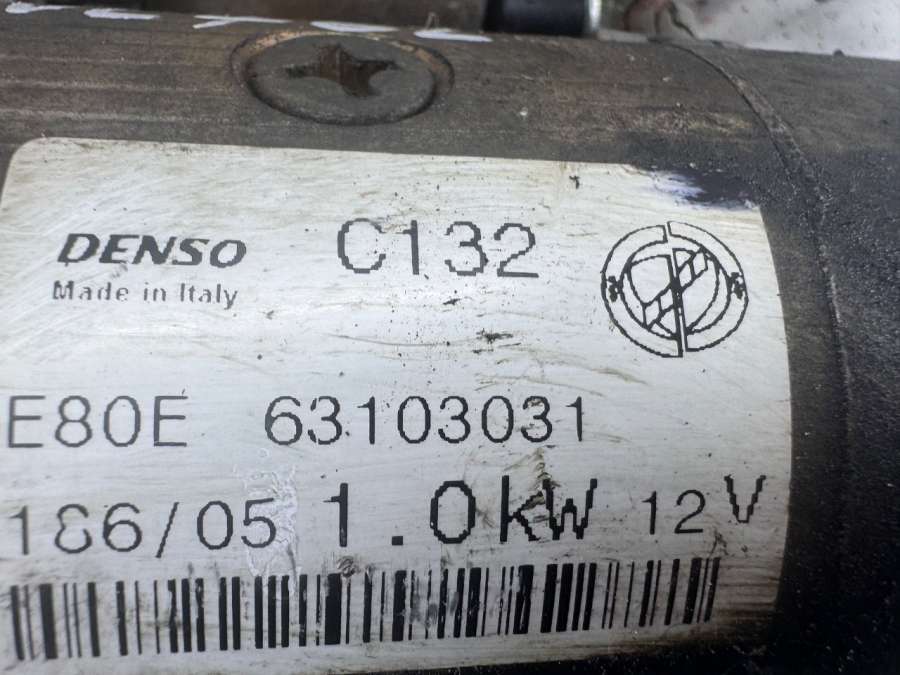 DENSO C132
Made in Italy
E80E 63103031
186/05 1.0kW 12V